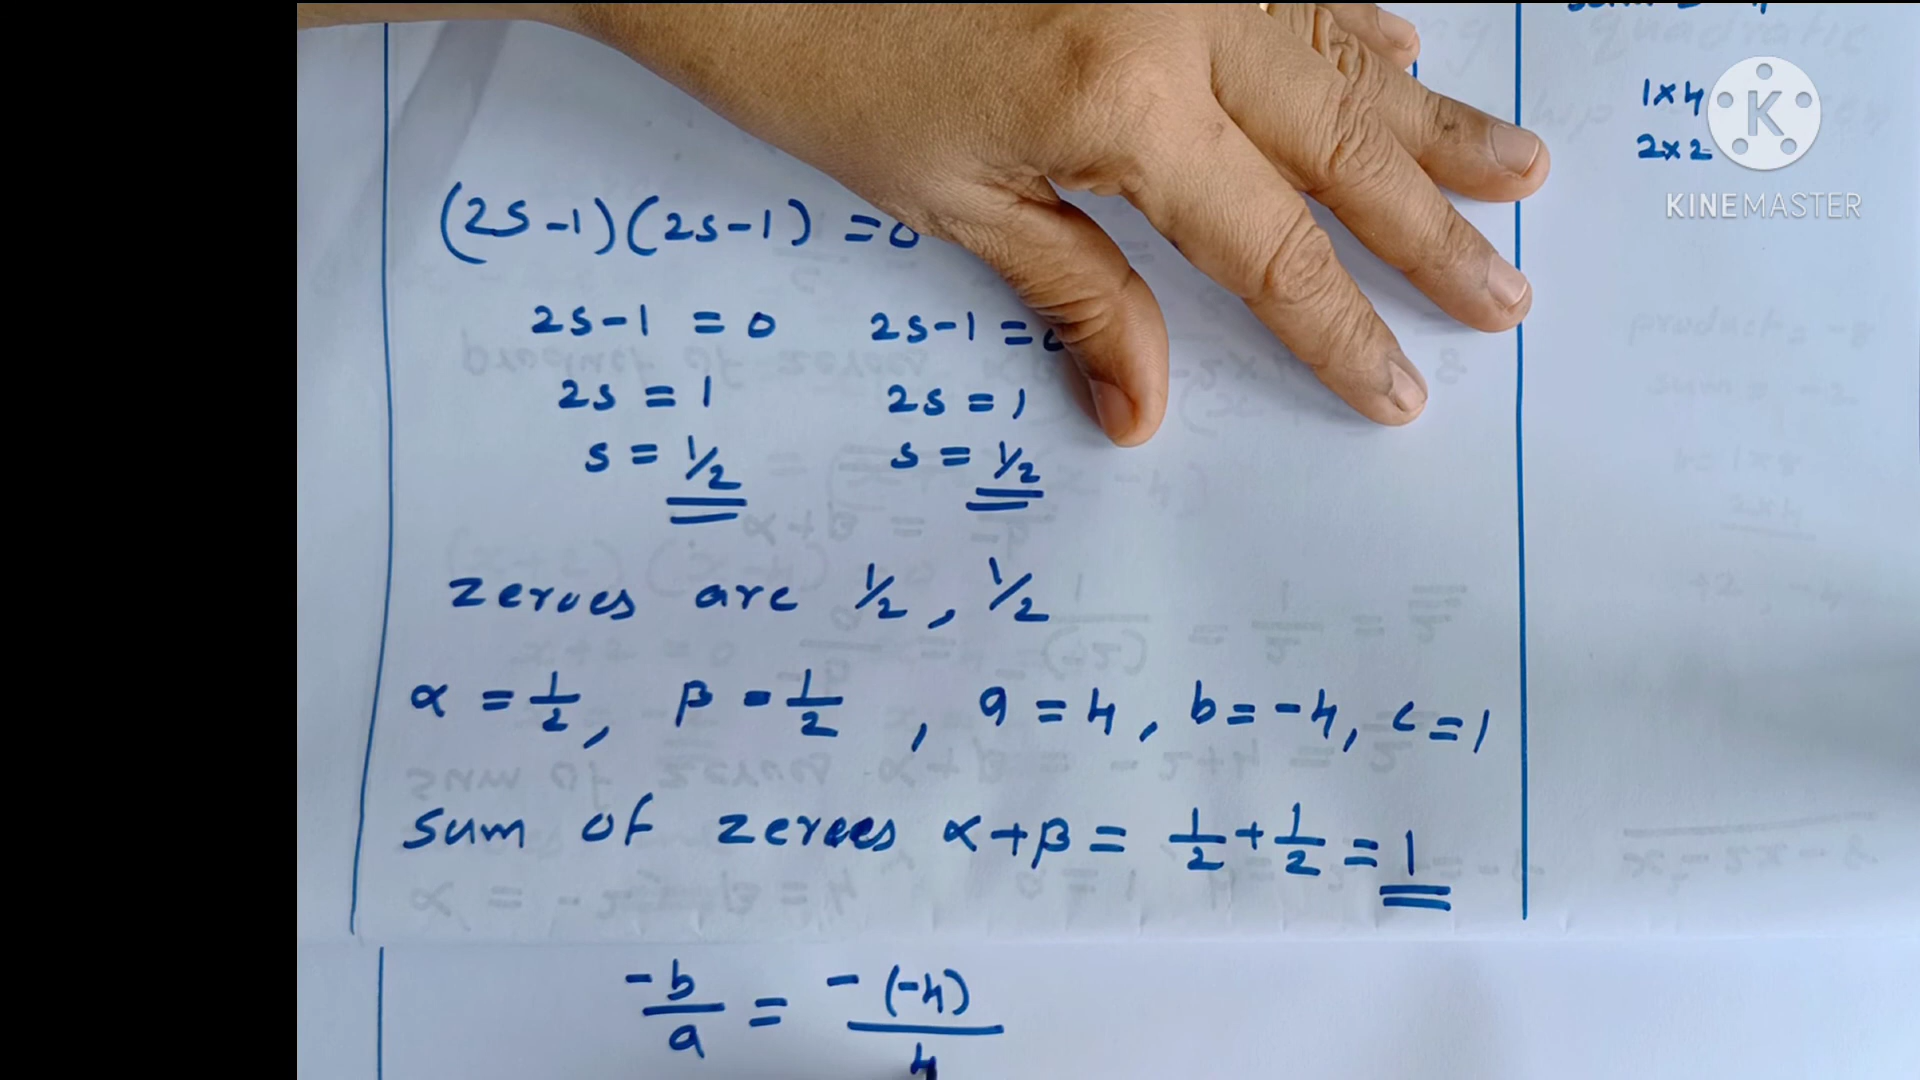 1×4
2×2
KINEMASTER
(2s-1)(2s-1) = 0
2s-1 = 0 2s-1 = 0
2s = 1 2s = 1
s = 1/2 s = 1/2
zeroes are 1/2, 1/2
α = 1/2, β = 1/2, a = 4, b = -4, c = 1
sum of zeroes α+β = 1/2 + 1/2 = 1
-b/a = -(-4)/4